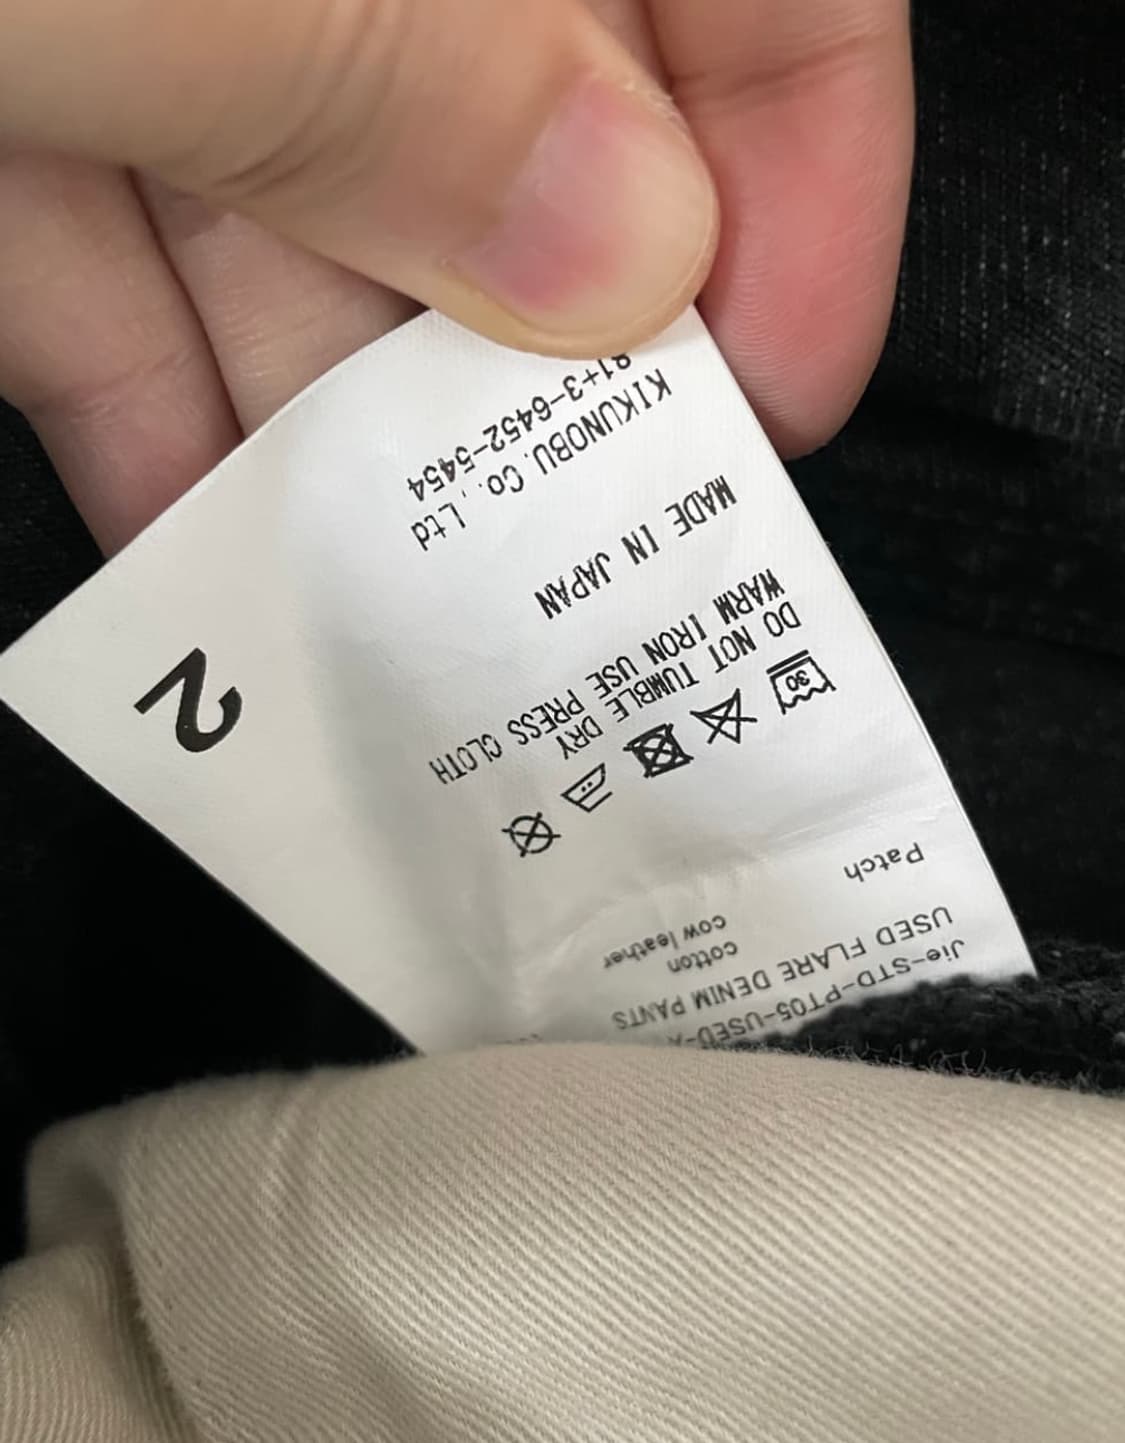 Jie-STD-PT05-USED-
USED FLARE DENIM PANTS
cotton
Patch cow leather
30
DO NOT TUMBLE DRY
WARM IRON USE PRESS CLOTH
MADE IN JAPAN
KIKUNOBU. Co., Ltd
81+3-6452-5454
2